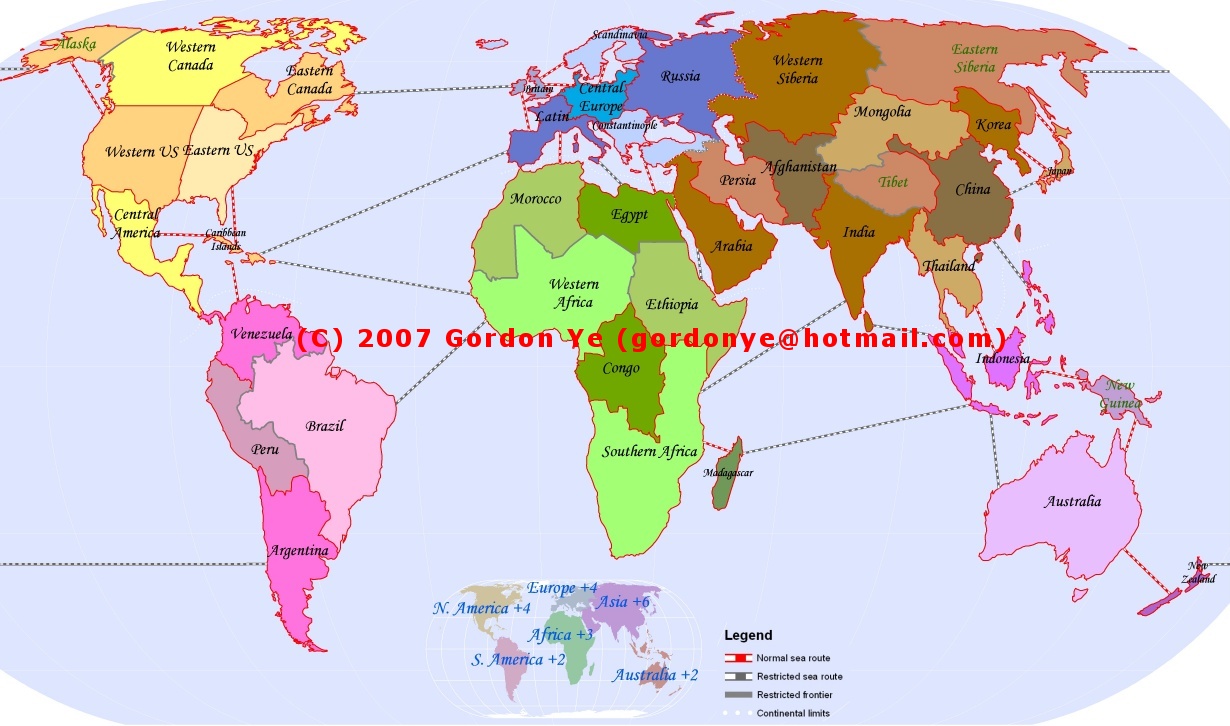 Alaska
Western
Canada
Eastern
Canada
Western US
Eastern US
Central
America
Caribbean
Islands
Scandinavia
Britain
Central
Europe
Latin
Constantinople
Russia
Western
Siberia
Eastern
Siberia
Mongolia
Korea
Japan
Afghanistan
Persia
Tibet
China
Morocco
Egypt
Arabia
India
Thailand
Western
Africa
Ethiopia
Venezuela
(C) 2007 Gordon Ye (gordonye@hotmail.com)
Indonesia
Congo
New
Guinea
Brazil
Peru
Southern Africa
Madagascar
Australia
Argentina
New
Zealand
Europe +4
N. America +4
Asia +6
Africa +3
S. America +2
Australia +2
Legend
Normal sea route
Restricted sea route
Restricted frontier
Continental limits